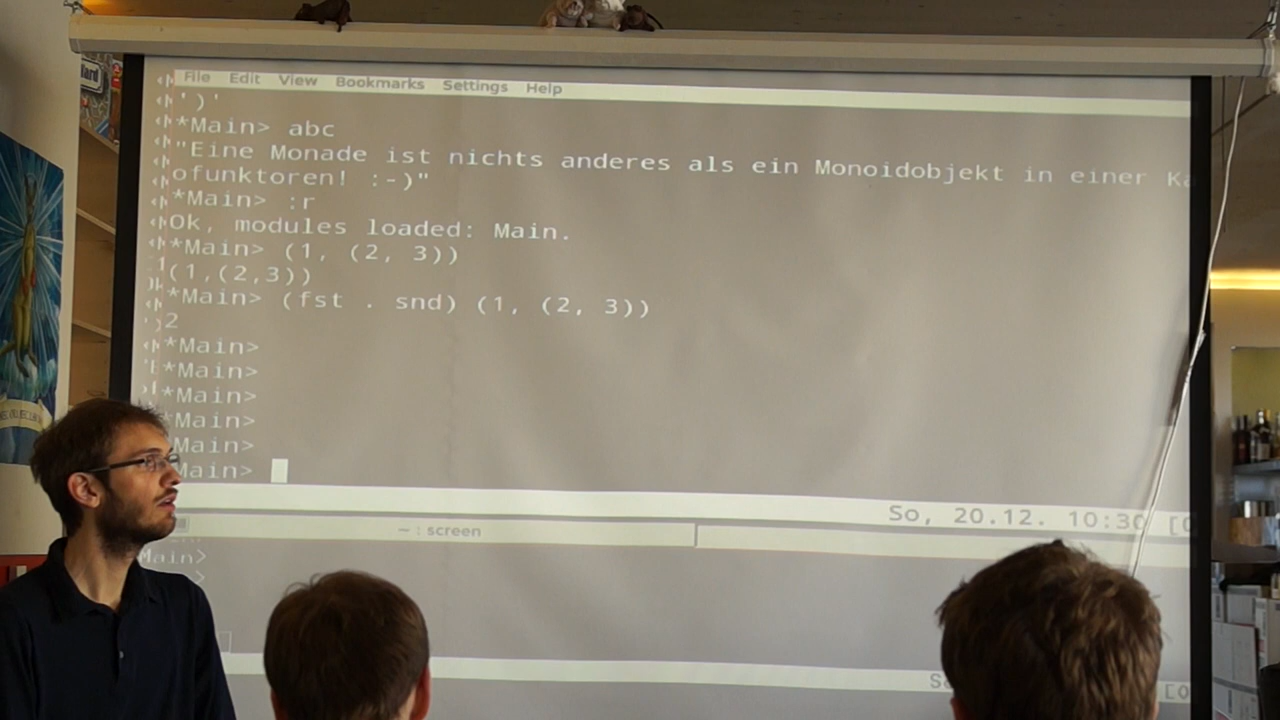 File Edit View Bookmarks Settings Help
')'
*Main> abc
"Eine Monade ist nichts anderes als ein Monoidobjekt in einer Ka
ofunktoren! :-)"
*Main> :r
Ok, modules loaded: Main.
*Main> (1, (2, 3))
(1,(2,3))
*Main> (fst . snd) (1, (2, 3))
2
*Main>
*Main>
*Main>
*Main>
*Main>
*Main>
So, 20.12. 10:30 [0
~ : screen
Main>
>